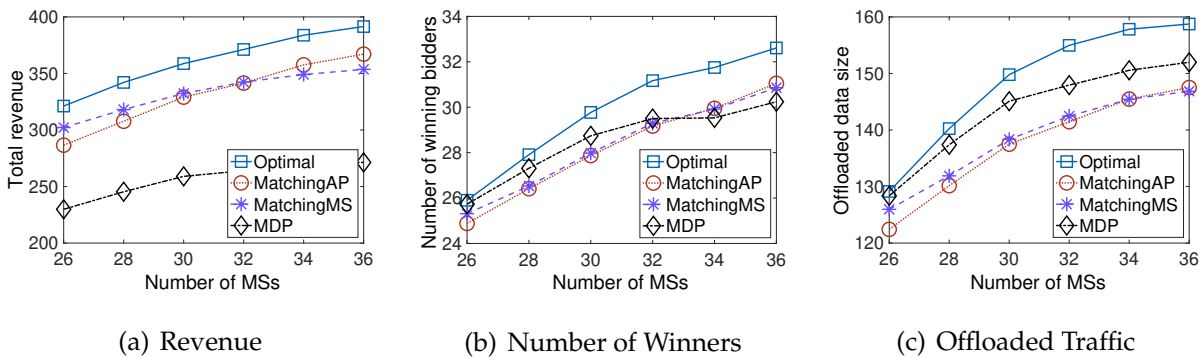 400
350
300
250
200
Total revenue
Optimal
MatchingAP
MatchingMS
MDP
26 28 30 32 34 36
Number of MSs
(a) Revenue
34
32
30
28
26
24
Number of winning bidders
Optimal
MatchingAP
MatchingMS
MDP
26 28 30 32 34 36
Number of MSs
(b) Number of Winners
160
150
140
130
120
Offloaded data size
Optimal
MatchingAP
MatchingMS
MDP
26 28 30 32 34 36
Number of MSs
(c) Offloaded Traffic